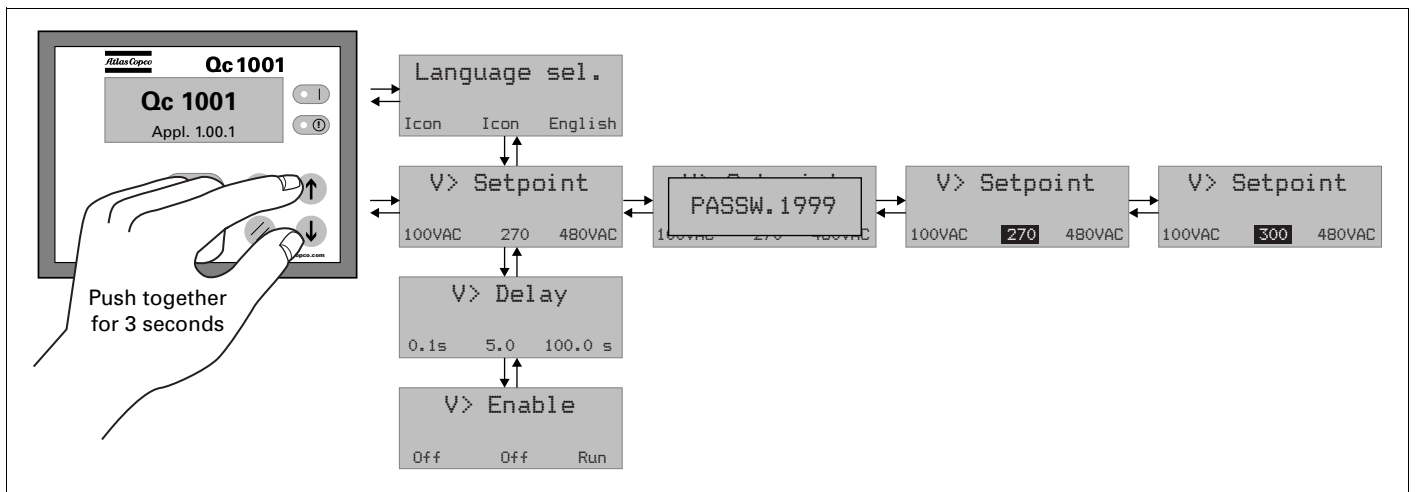 Atlas Copco
Qc 1001
Qc 1001
Appl. 1.00.1
opco.com
Push together
for 3 seconds
Language sel.
Icon Icon English
V> Setpoint
100VAC 270 480VAC
PASSW.1999
V> Setpoint
100VAC 270 480VAC
V> Setpoint
100VAC 300 480VAC
V> Delay
0.1s 5.0 100.0 s
V> Enable
Off Off Run